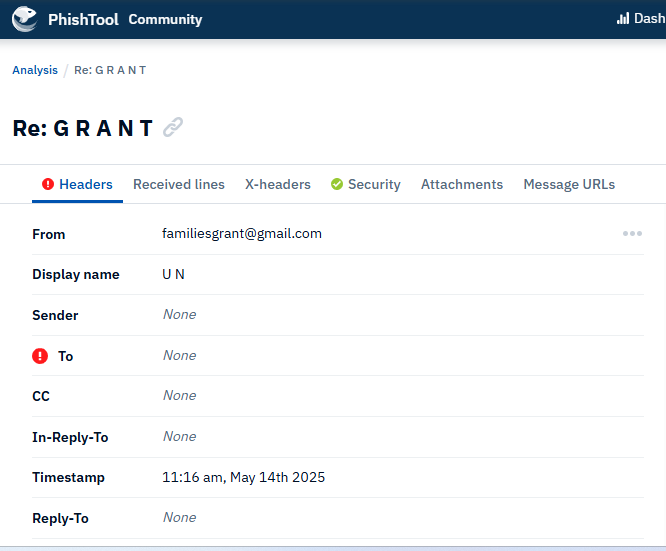 PhishTool Community Dash
Analysis / Re: G R A N T
Re: G R A N T
Headers Received lines X-headers Security Attachments Message URLs
From familiesgrant@gmail.com
Display name U N
Sender None
To None
CC None
In-Reply-To None
Timestamp 11:16 am, May 14th 2025
Reply-To None